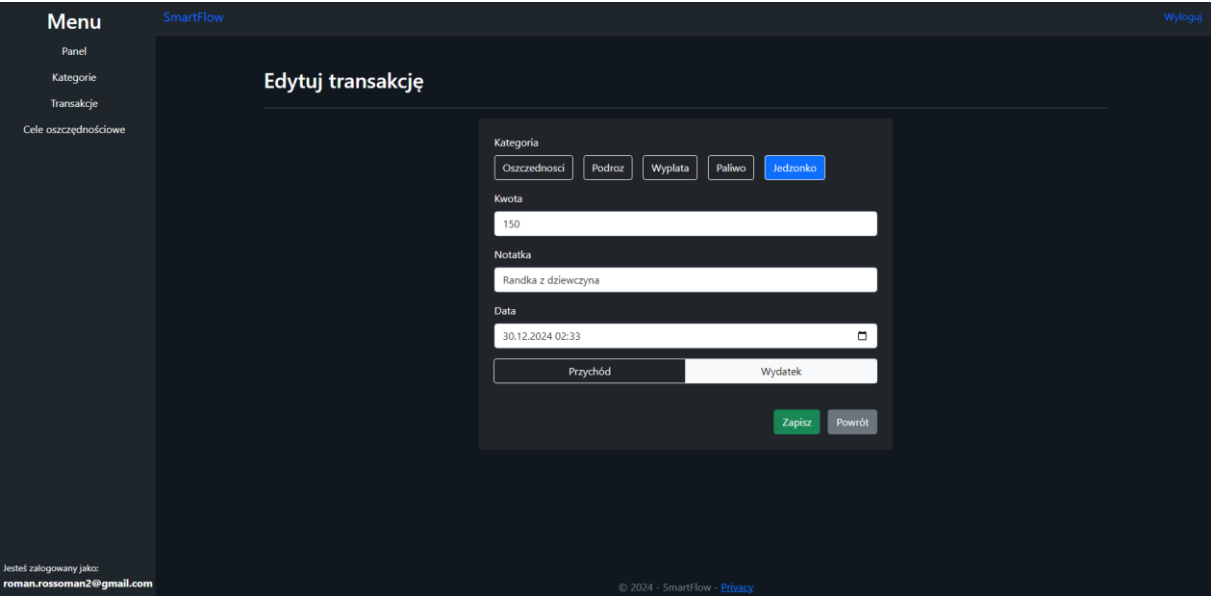 Menu
Panel
Kategorie
Transakcje
Cele oszczędnościowe
Jesteś zalogowany jako:
roman.rossoman2@gmail.com
SmartFlow
Wyloguj
Edytuj transakcję
Kategoria
Oszczednosci Podroz Wyplata Paliwo Jedzonko
Kwota
150
Notatka
Randka z dziewczyna
Data
30.12.2024 02:33
Przychód Wydatek
Zapisz Powrót
© 2024 - SmartFlow - Privacy